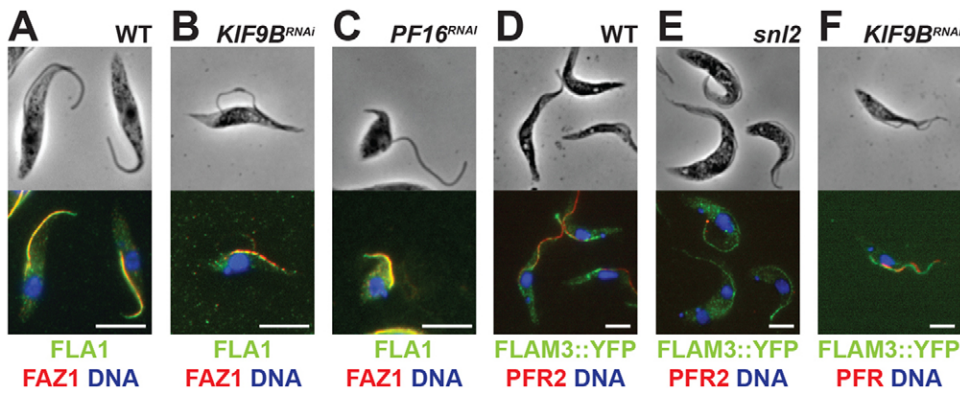 A WT B KIF9B^RNAi C PF16^RNAi D WT E snl2 F KIF9B^RNAi
FLA1 FLA1 FLA1 FLAM3::YFP FLAM3::YFP FLAM3::YFP
FAZ1 DNA FAZ1 DNA FAZ1 DNA PFR2 DNA PFR2 DNA PFR DNA